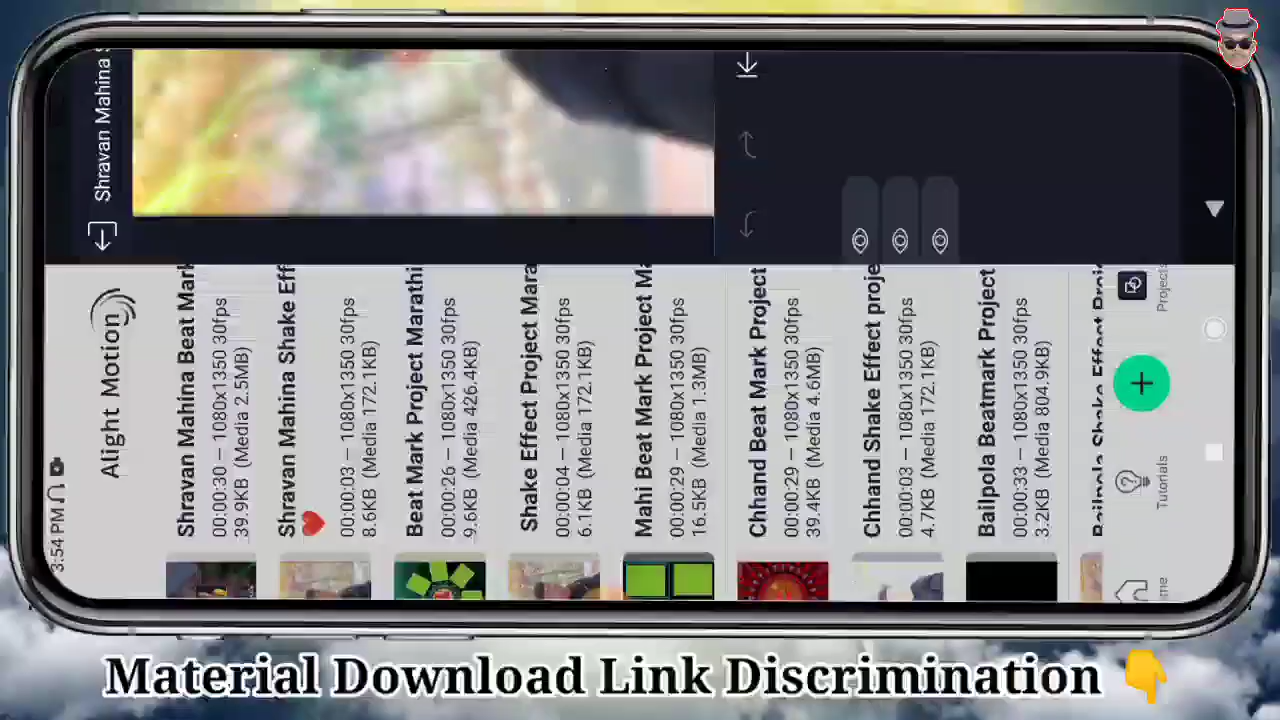 3:54 PM
Shravan Mahina S
Alight Motion
Shravan Mahina Beat Mark
00:00:30 — 1080x1350 30fps
39.9KB (Media 2.5MB)
Shravan Mahina Shake Eff
❤️
00:00:03 — 1080x1350 30fps
8.6KB (Media 172.1KB)
Beat Mark Project Marathi
00:00:26 — 1080x1350 30fps
9.6KB (Media 426.4KB)
Shake Effect Project Mara
00:00:04 — 1080x1350 30fps
6.1KB (Media 172.1KB)
Mahi Beat Mark Project Ma
00:00:29 — 1080x1350 30fps
16.5KB (Media 1.3MB)
Chhand Beat Mark Project
00:00:29 — 1080x1350 30fps
39.4KB (Media 4.6MB)
Chhand Shake Effect proje
00:00:03 — 1080x1350 30fps
4.7KB (Media 172.1KB)
Bailpola Beatmark Project
00:00:33 — 1080x1350 30fps
3.2KB (Media 804.9KB)
Bailpola Shake Effect Proj
Tutorials
Projects
Material Download Link Discrimination 👇